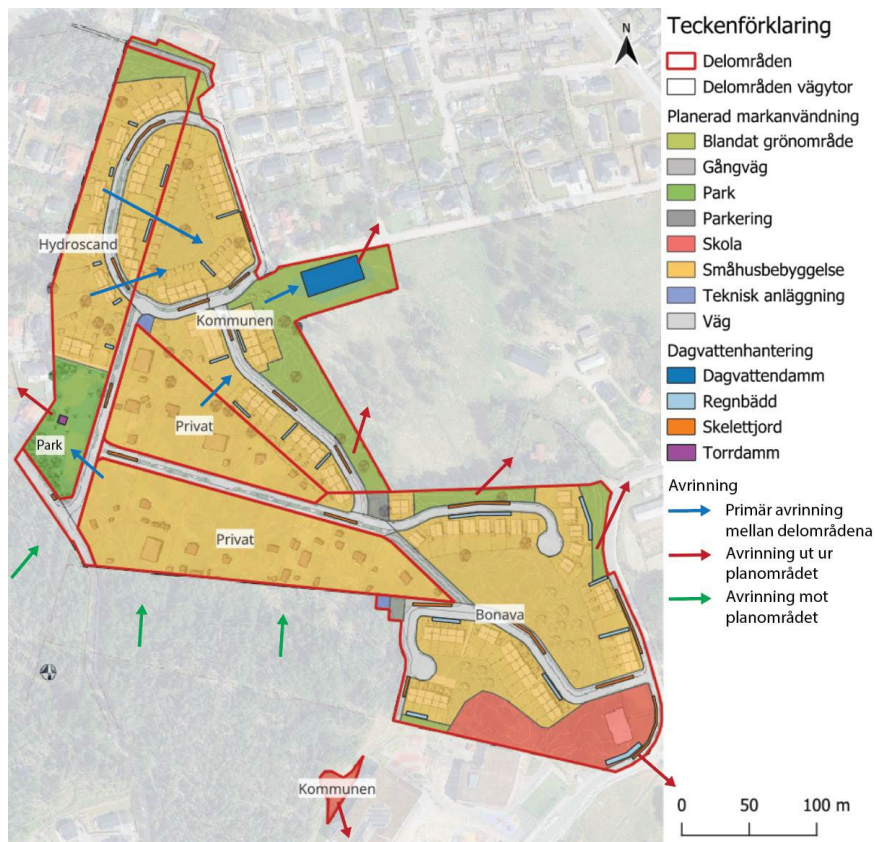 N
Hydroscand
Kommunen
Privat
Park
Privat
Bonava
Kommunen
Teckenförklaring
Delområden
Delområden vägytor
Planerad markanvändning
Blandat grönområde
Gångväg
Park
Parkering
Skola
Småhusbebyggelse
Teknisk anläggning
Väg
Dagvattenhantering
Dagvattendamm
Regnbädd
Skelettjord
Torrdamm
Avrinning
Primär avrinning
mellan delområdena
Avrinning ut ur
planområdet
Avrinning mot
planområdet
0 50 100 m